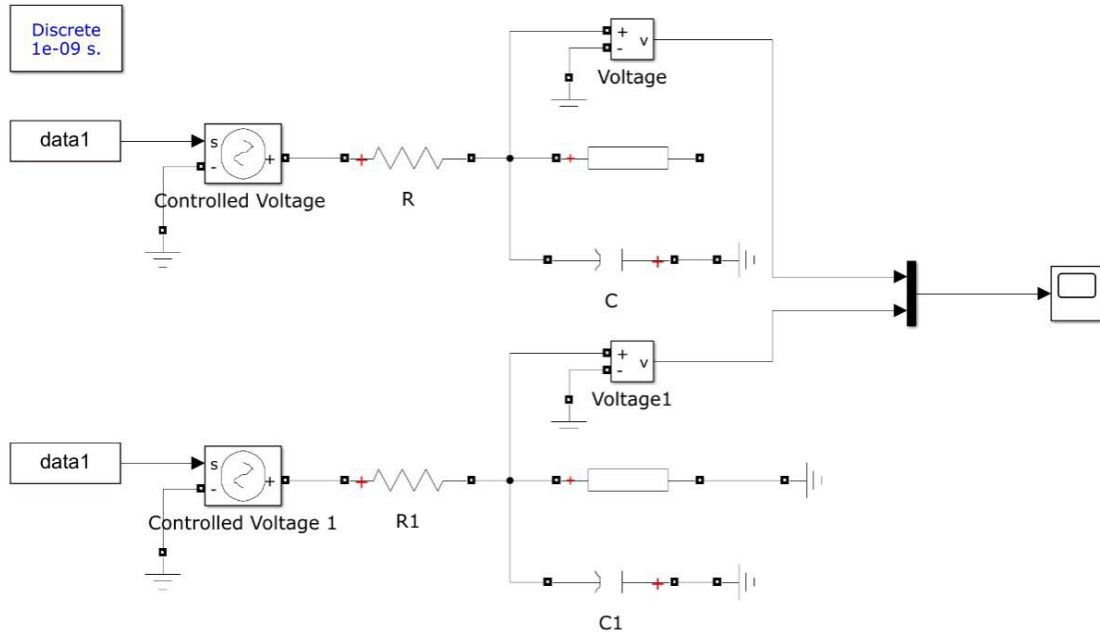 Discrete
1e-09 s.
+
-
v
Voltage
data1
s
-
+
Controlled Voltage
+
R
+
+
C
+
-
v
Voltage1
data1
s
-
+
Controlled Voltage 1
+
R1
+
+
C1